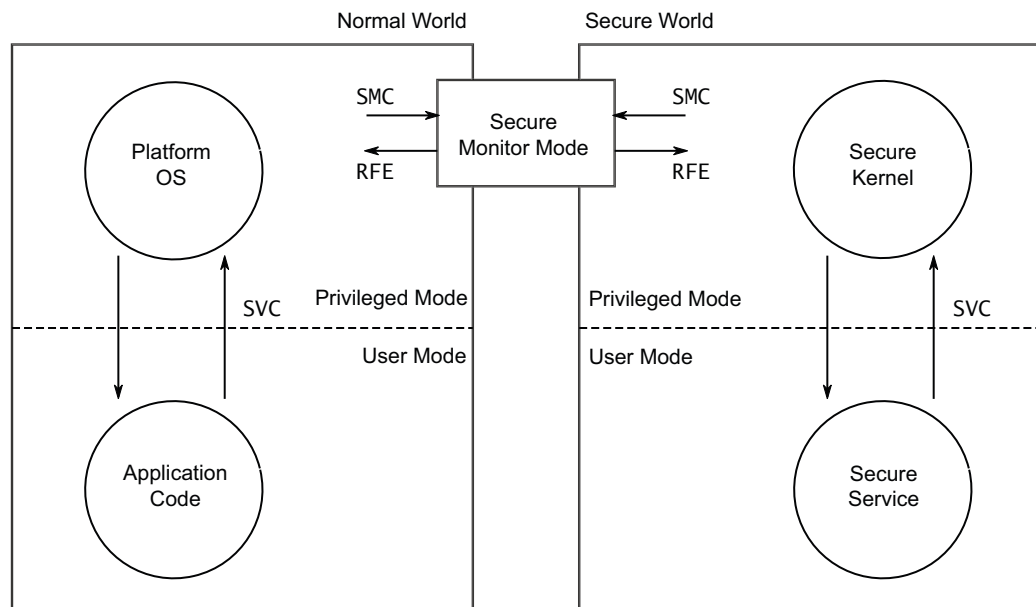 Normal World
Secure World
SMC
SMC
Secure
Monitor Mode
RFE
RFE
Platform
OS
Secure
Kernel
SVC
Privileged Mode
Privileged Mode
SVC
User Mode
User Mode
Application
Code
Secure
Service